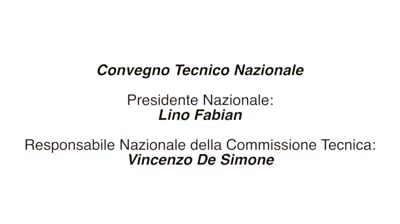 Convegno Tecnico Nazionale
Presidente Nazionale:
Lino Fabian
Responsabile Nazionale della Commissione Tecnica:
Vincenzo De Simone